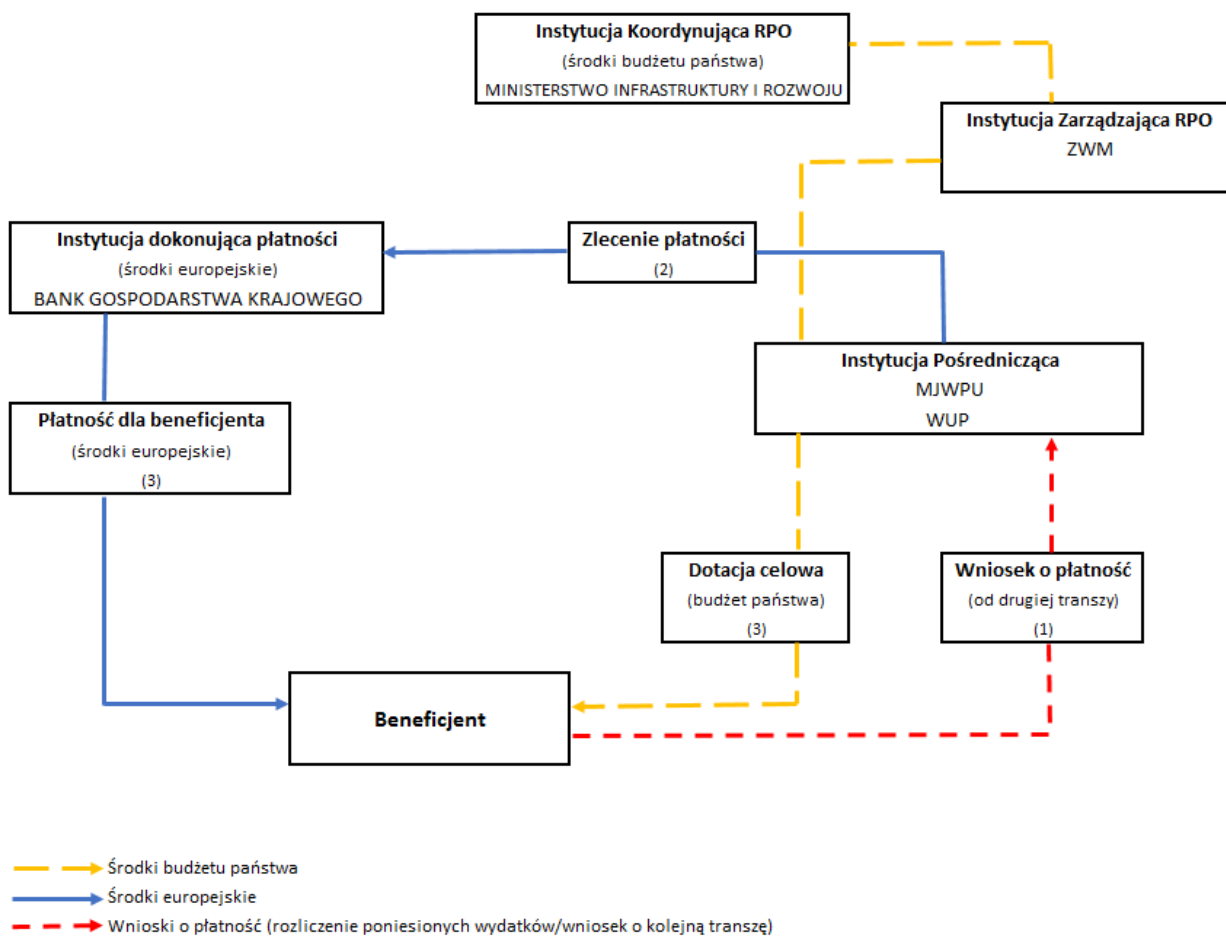 Instytucja Koordynująca RPO
(środki budżetu państwa)
MINISTERSTWO INFRASTRUKTURY I ROZWOJU
Instytucja Zarządzająca RPO
ZWM
Instytucja dokonująca płatności
(środki europejskie)
BANK GOSPODARSTWA KRAJOWEGO
Zlecenie płatności
(2)
Instytucja Pośrednicząca
MJWPU
WUP
Płatność dla beneficjenta
(środki europejskie)
(3)
Dotacja celowa
(budżet państwa)
(3)
Wniosek o płatność
(od drugiej transzy)
(1)
Beneficjent
Środki budżetu państwa
Środki europejskie
Wnioski o płatność (rozliczenie poniesionych wydatków/wniosek o kolejną transzę)